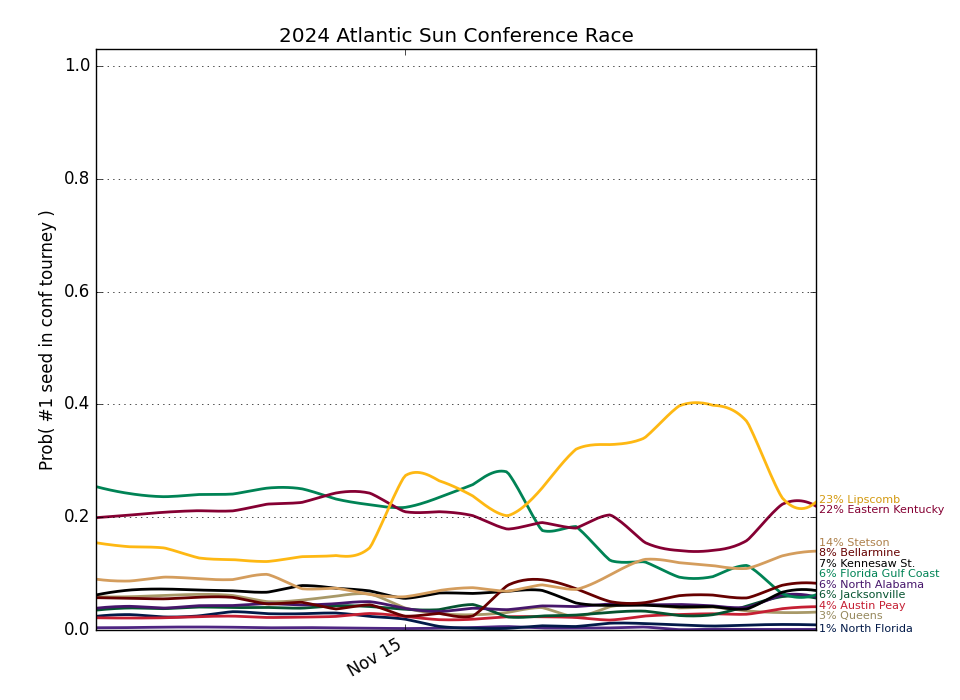 2024 Atlantic Sun Conference Race
Prob( #1 seed in conf tourney )
1.0
0.8
0.6
0.4
0.2
0.0
Nov 15
23% Lipscomb
22% Eastern Kentucky
14% Stetson
8% Bellarmine
7% Kennesaw St.
6% Florida Gulf Coast
6% North Alabama
6% Jacksonville
4% Austin Peay
3% Queens
1% North Florida